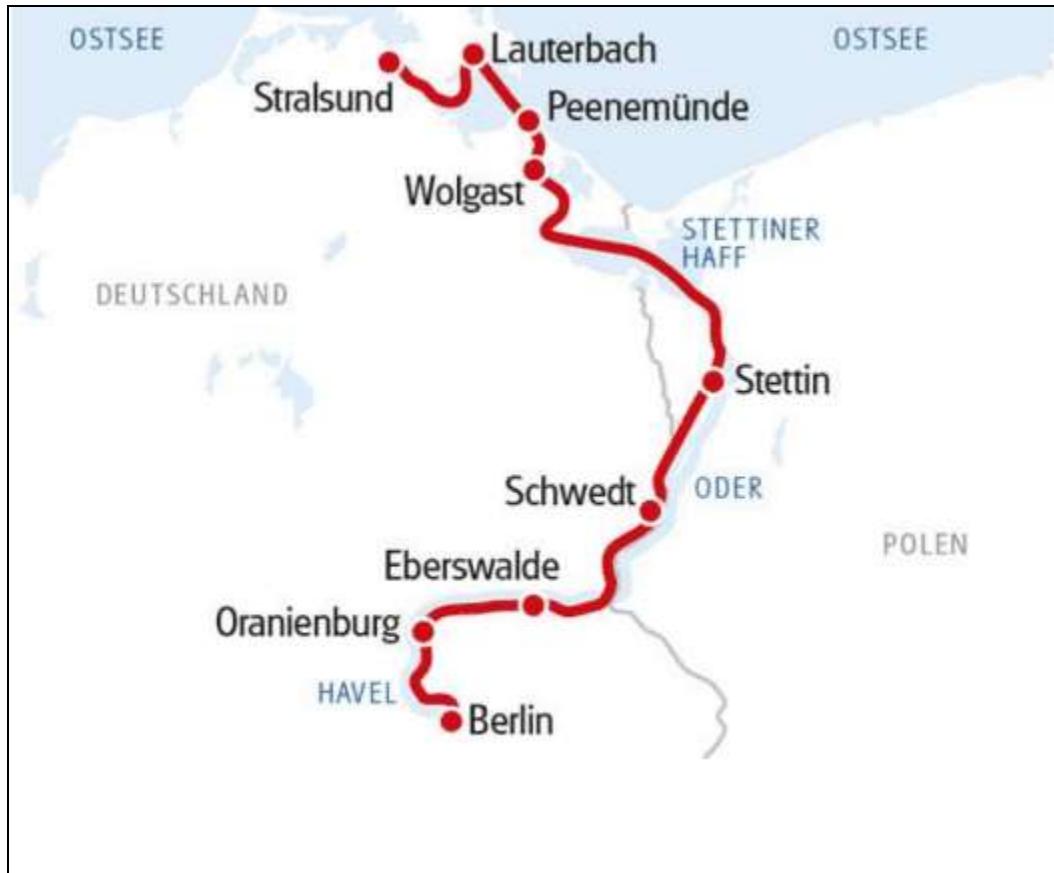 OSTSEE
OSTSEE
Lauterbach
Stralsund
Peenemünde
Wolgast
STETTINER
HAFF
DEUTSCHLAND
Stettin
Schwedt
ODER
POLEN
Eberswalde
Oranienburg
HAVEL
Berlin